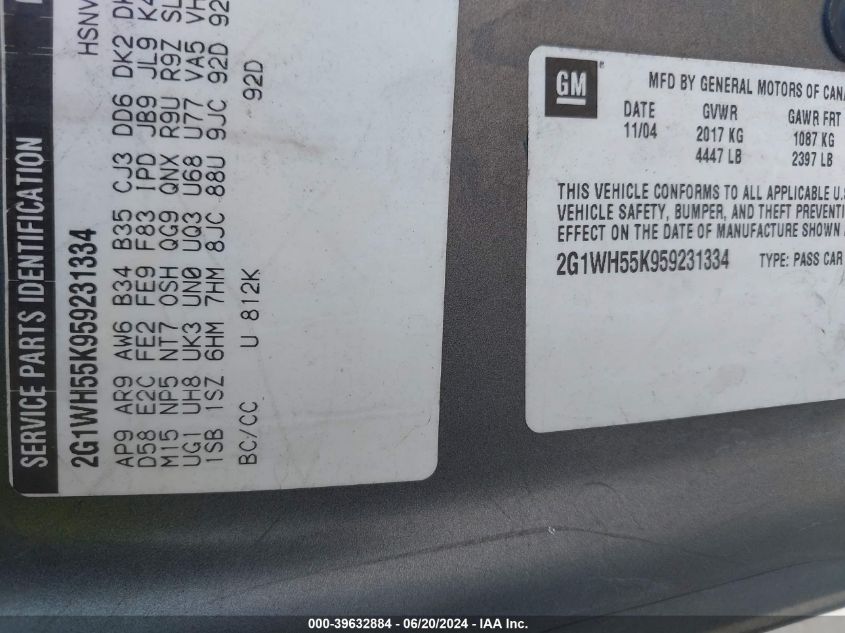 SERVICE PARTS IDENTIFICATION
2G1WH55K959231334 HSNV
AP9 AR9 AW6 B34 B35 CJ3 DD6 DK2
D58 E2C FE2 FE9 F83 IPD JB9 JL9 K4
M15 NP5 NT7 OSH QG9 QNX R9U R9Z SL
UG1 UH8 UK3 UN0 UQ3 U68 U77 VA5 VH
1SB 1SZ 6HM 7HM 8JC 88U 9JC 92D 92
BC/CC U 812K 92D
GM
MFD BY GENERAL MOTORS OF CANA
DATE GVWR GAWR FRT
11/04 2017 KG 1087 KG
4447 LB 2397 LB
THIS VEHICLE CONFORMS TO ALL APPLICABLE U.S
VEHICLE SAFETY, BUMPER, AND THEFT PREVENTI
EFFECT ON THE DATE OF MANUFACTURE SHOWN
2G1WH55K959231334 TYPE: PASS CAR
000-39632884 / 06/20/2024 - IAA Inc.